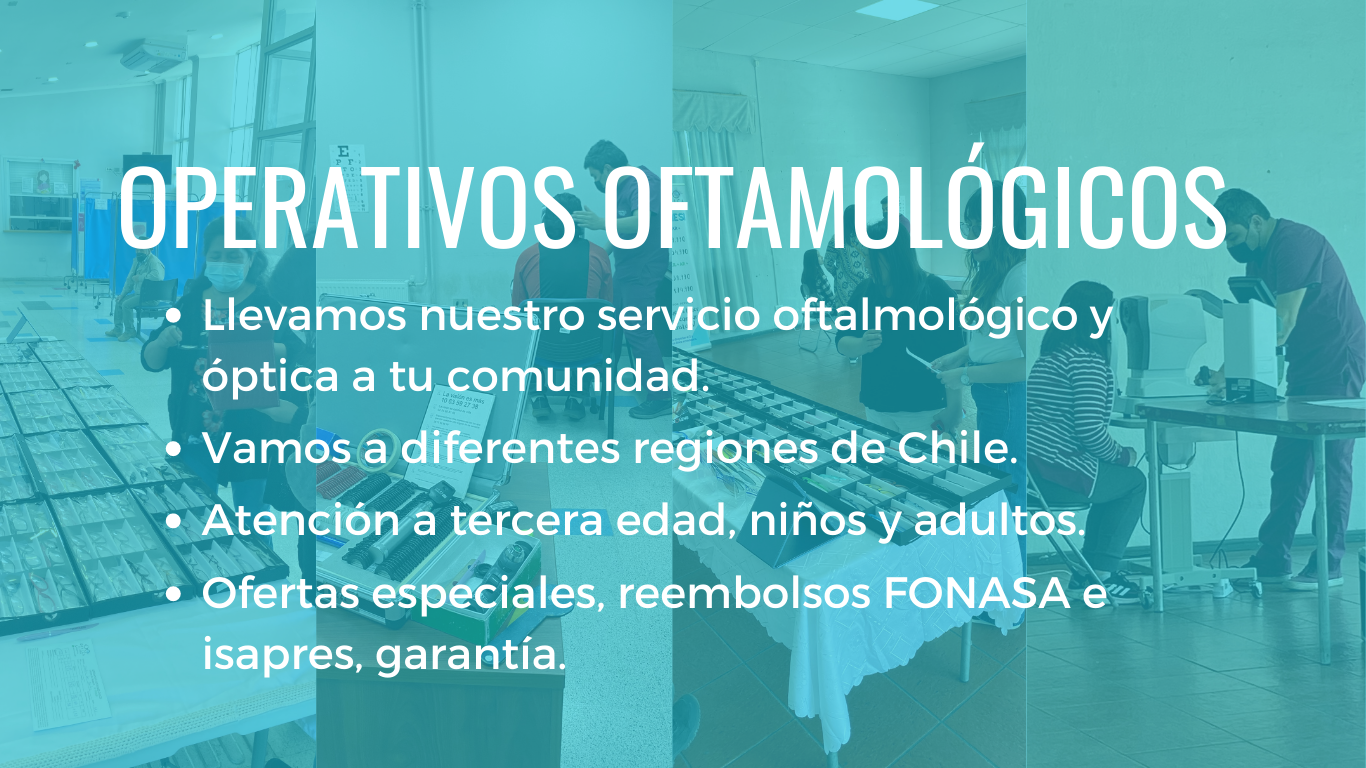 OPERATIVOS OFTAMOLÓGICOS
• Llevamos nuestro servicio oftalmológico y
óptica a tu comunidad.
• Vamos a diferentes regiones de Chile.
• Atención a tercera edad, niños y adultos.
• Ofertas especiales, reembolsos FONASA e
isapres, garantía.